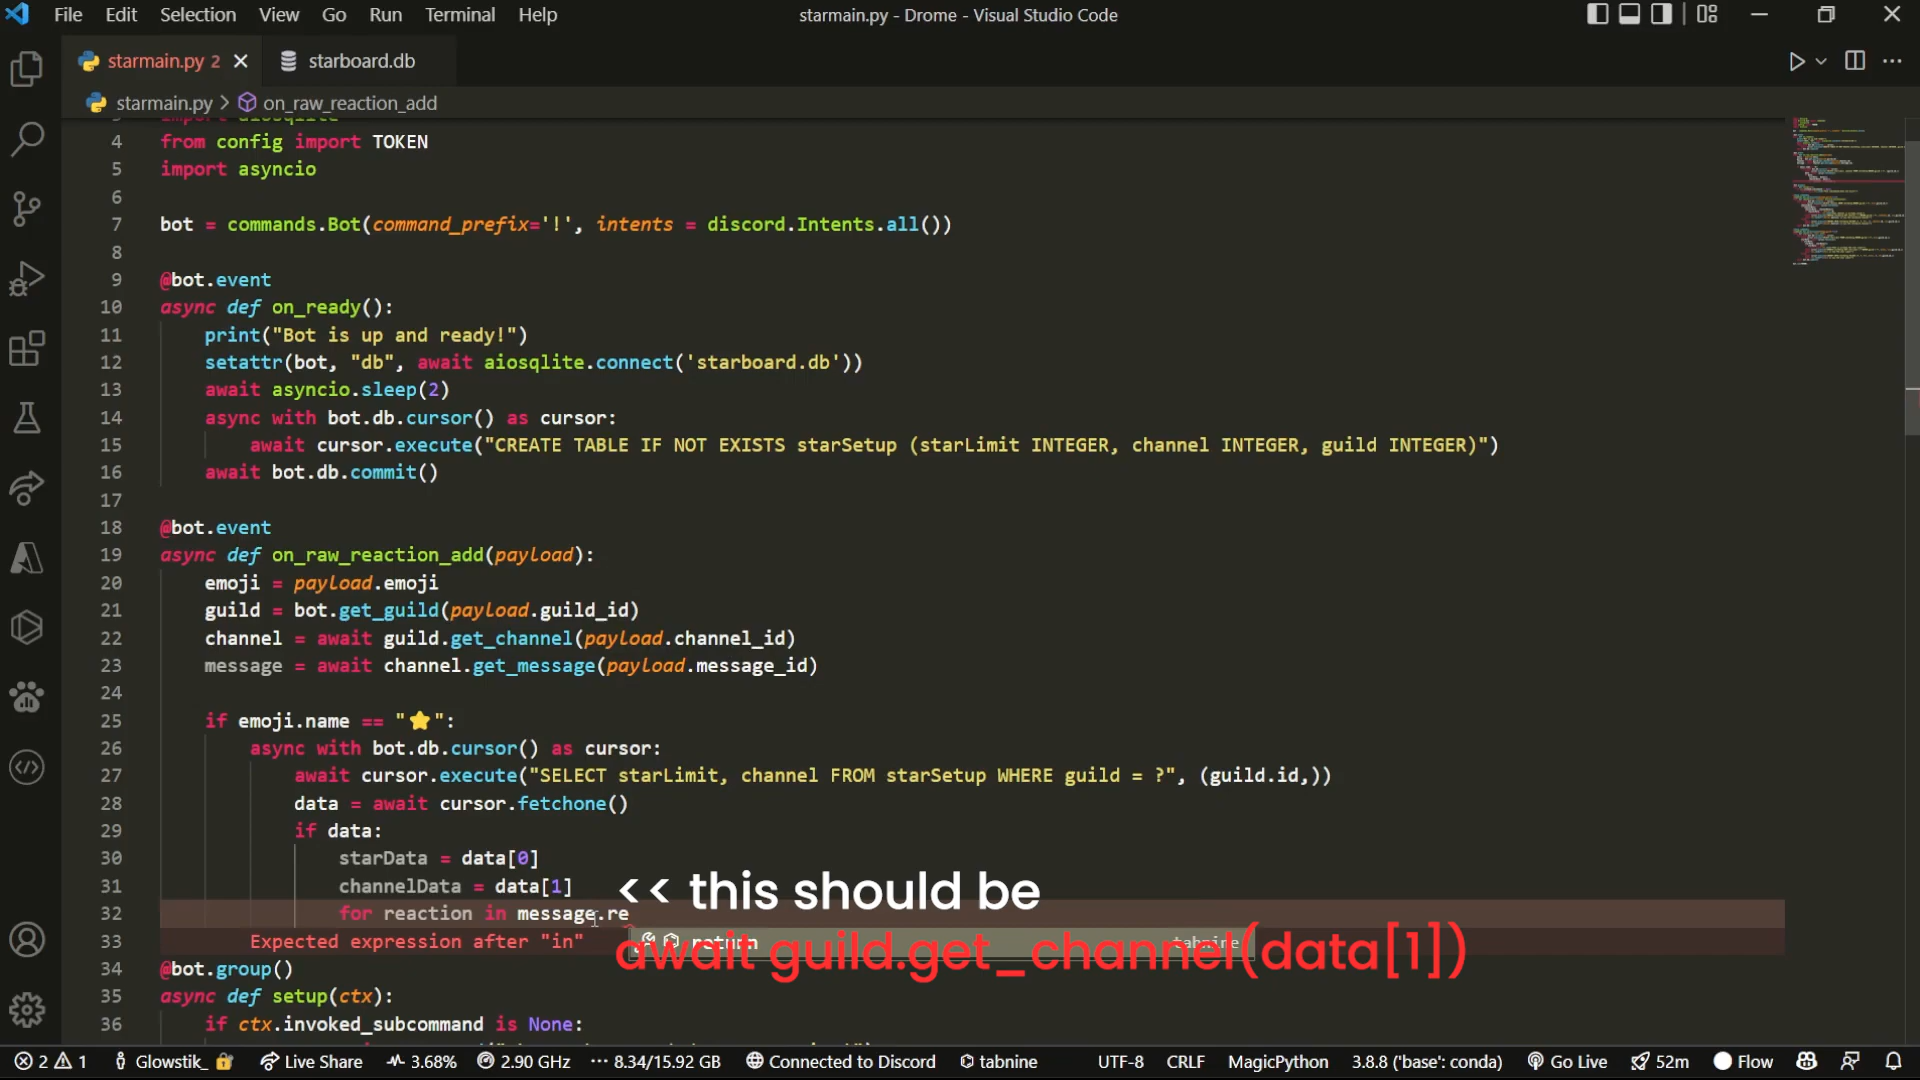 File Edit Selection View Go Run Terminal Help
starmain.py - Drome - Visual Studio Code
starmain.py 2
starboard.db
starmain.py > on_raw_reaction_add
3 import aiosqlite
4 from config import TOKEN
5 import asyncio
6
7 bot = commands.Bot(command_prefix='!', intents = discord.Intents.all())
8
9 @bot.event
10 async def on_ready():
11 print("Bot is up and ready!")
12 setattr(bot, "db", await aiosqlite.connect('starboard.db'))
13 await asyncio.sleep(2)
14 async with bot.db.cursor() as cursor:
15 await cursor.execute("CREATE TABLE IF NOT EXISTS starSetup (starLimit INTEGER, channel INTEGER, guild INTEGER)")
16 await bot.db.commit()
17
18 @bot.event
19 async def on_raw_reaction_add(payload):
20 emoji = payload.emoji
21 guild = bot.get_guild(payload.guild_id)
22 channel = await guild.get_channel(payload.channel_id)
23 message = await channel.get_message(payload.message_id)
24
25 if emoji.name == "⭐":
26 async with bot.db.cursor() as cursor:
27 await cursor.execute("SELECT starLimit, channel FROM starSetup WHERE guild = ?", (guild.id,))
28 data = await cursor.fetchone()
29 if data:
30 starData = data[0]
31 channelData = data[1]
<< this should be
32 for reaction in message.re
33 Expected expression after "in"
return tabnine
await guild.get_channel(data[1])
34 @bot.group()
35 async def setup(ctx):
36 if ctx.invoked_subcommand is None:
2 1 Glowstik_ Live Share 3.68% 2.90 GHz 8.34/15.92 GB Connected to Discord tabnine UTF-8 CRLF MagicPython 3.8.8 ('base': conda) Go Live 52m Flow